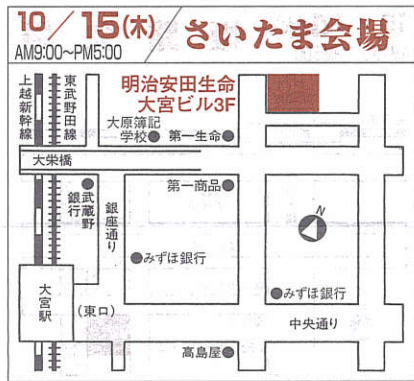 10/15(木)
AM9:00~PM5:00
さいたま会場
上越新幹線
東武野田線
明治安田生命
大宮ビル3F
大原簿記
学校
第一生命
大栄橋
武蔵野
銀行
銀座通り
第一商品
N
みずほ銀行
みずほ銀行
大宮駅
(東口)
中央通り
高島屋